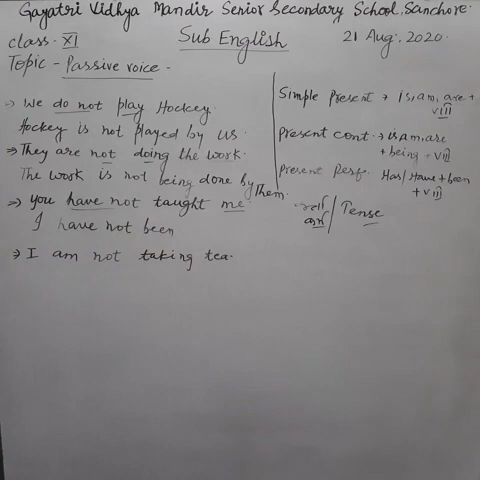 Gayatri Vidhya Mandir Senior Secondary School, Sanchore.
Class - XI
Sub English
21 Aug. 2020
Topic - Passive voice -
→ We do not play Hockey.
Hockey is not played by us.
⇒ They are not doing the work.
The work is not being done by them.
⇒ you have not taught me
I have not been
⇒ I am not taking tea.
Simple Present → is, am, are +
VIII
Present cont. → is am, are
+ being + VIII
Present Perf. Has/Have + been
+ VIII
/ Tense